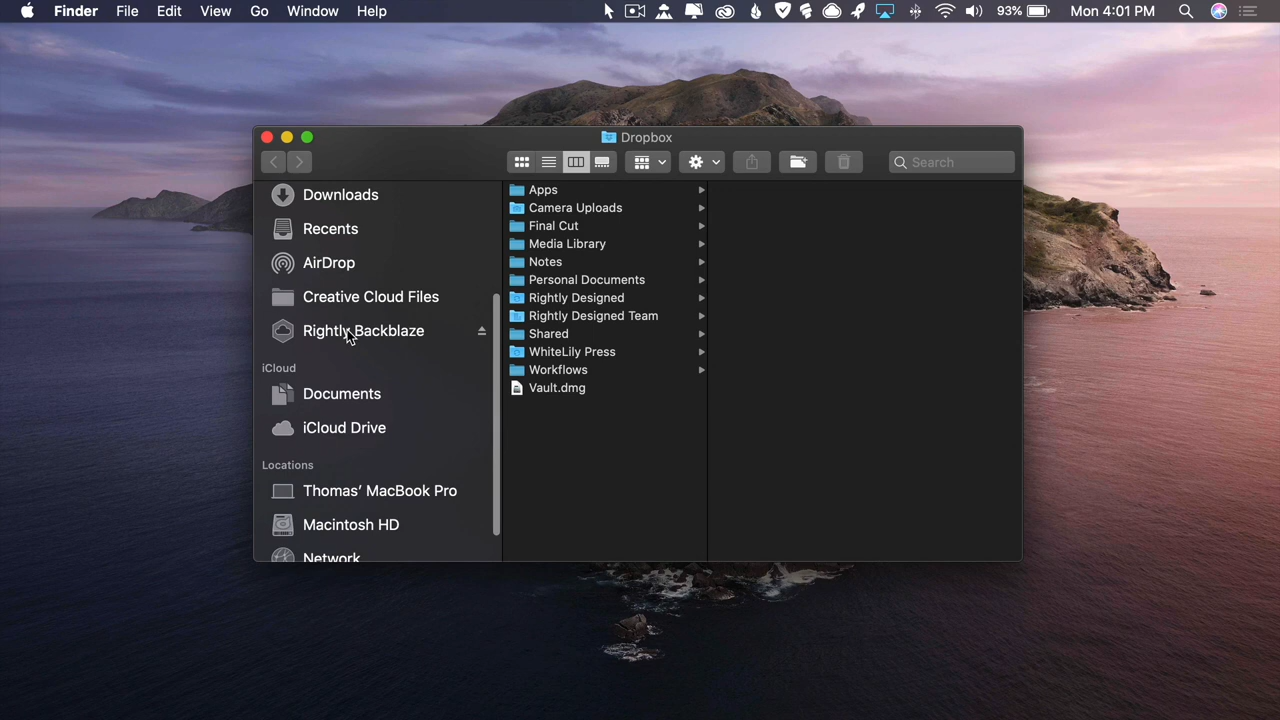 Finder File Edit View Go Window Help 93% Mon 4:01 PM
Dropbox
Search
Downloads
Recents
AirDrop
Creative Cloud Files
Rightly Backblaze
iCloud
Documents
iCloud Drive
Locations
Thomas’ MacBook Pro
Macintosh HD
Network
Apps
Camera Uploads
Final Cut
Media Library
Notes
Personal Documents
Rightly Designed
Rightly Designed Team
Shared
WhiteLily Press
Workflows
Vault.dmg